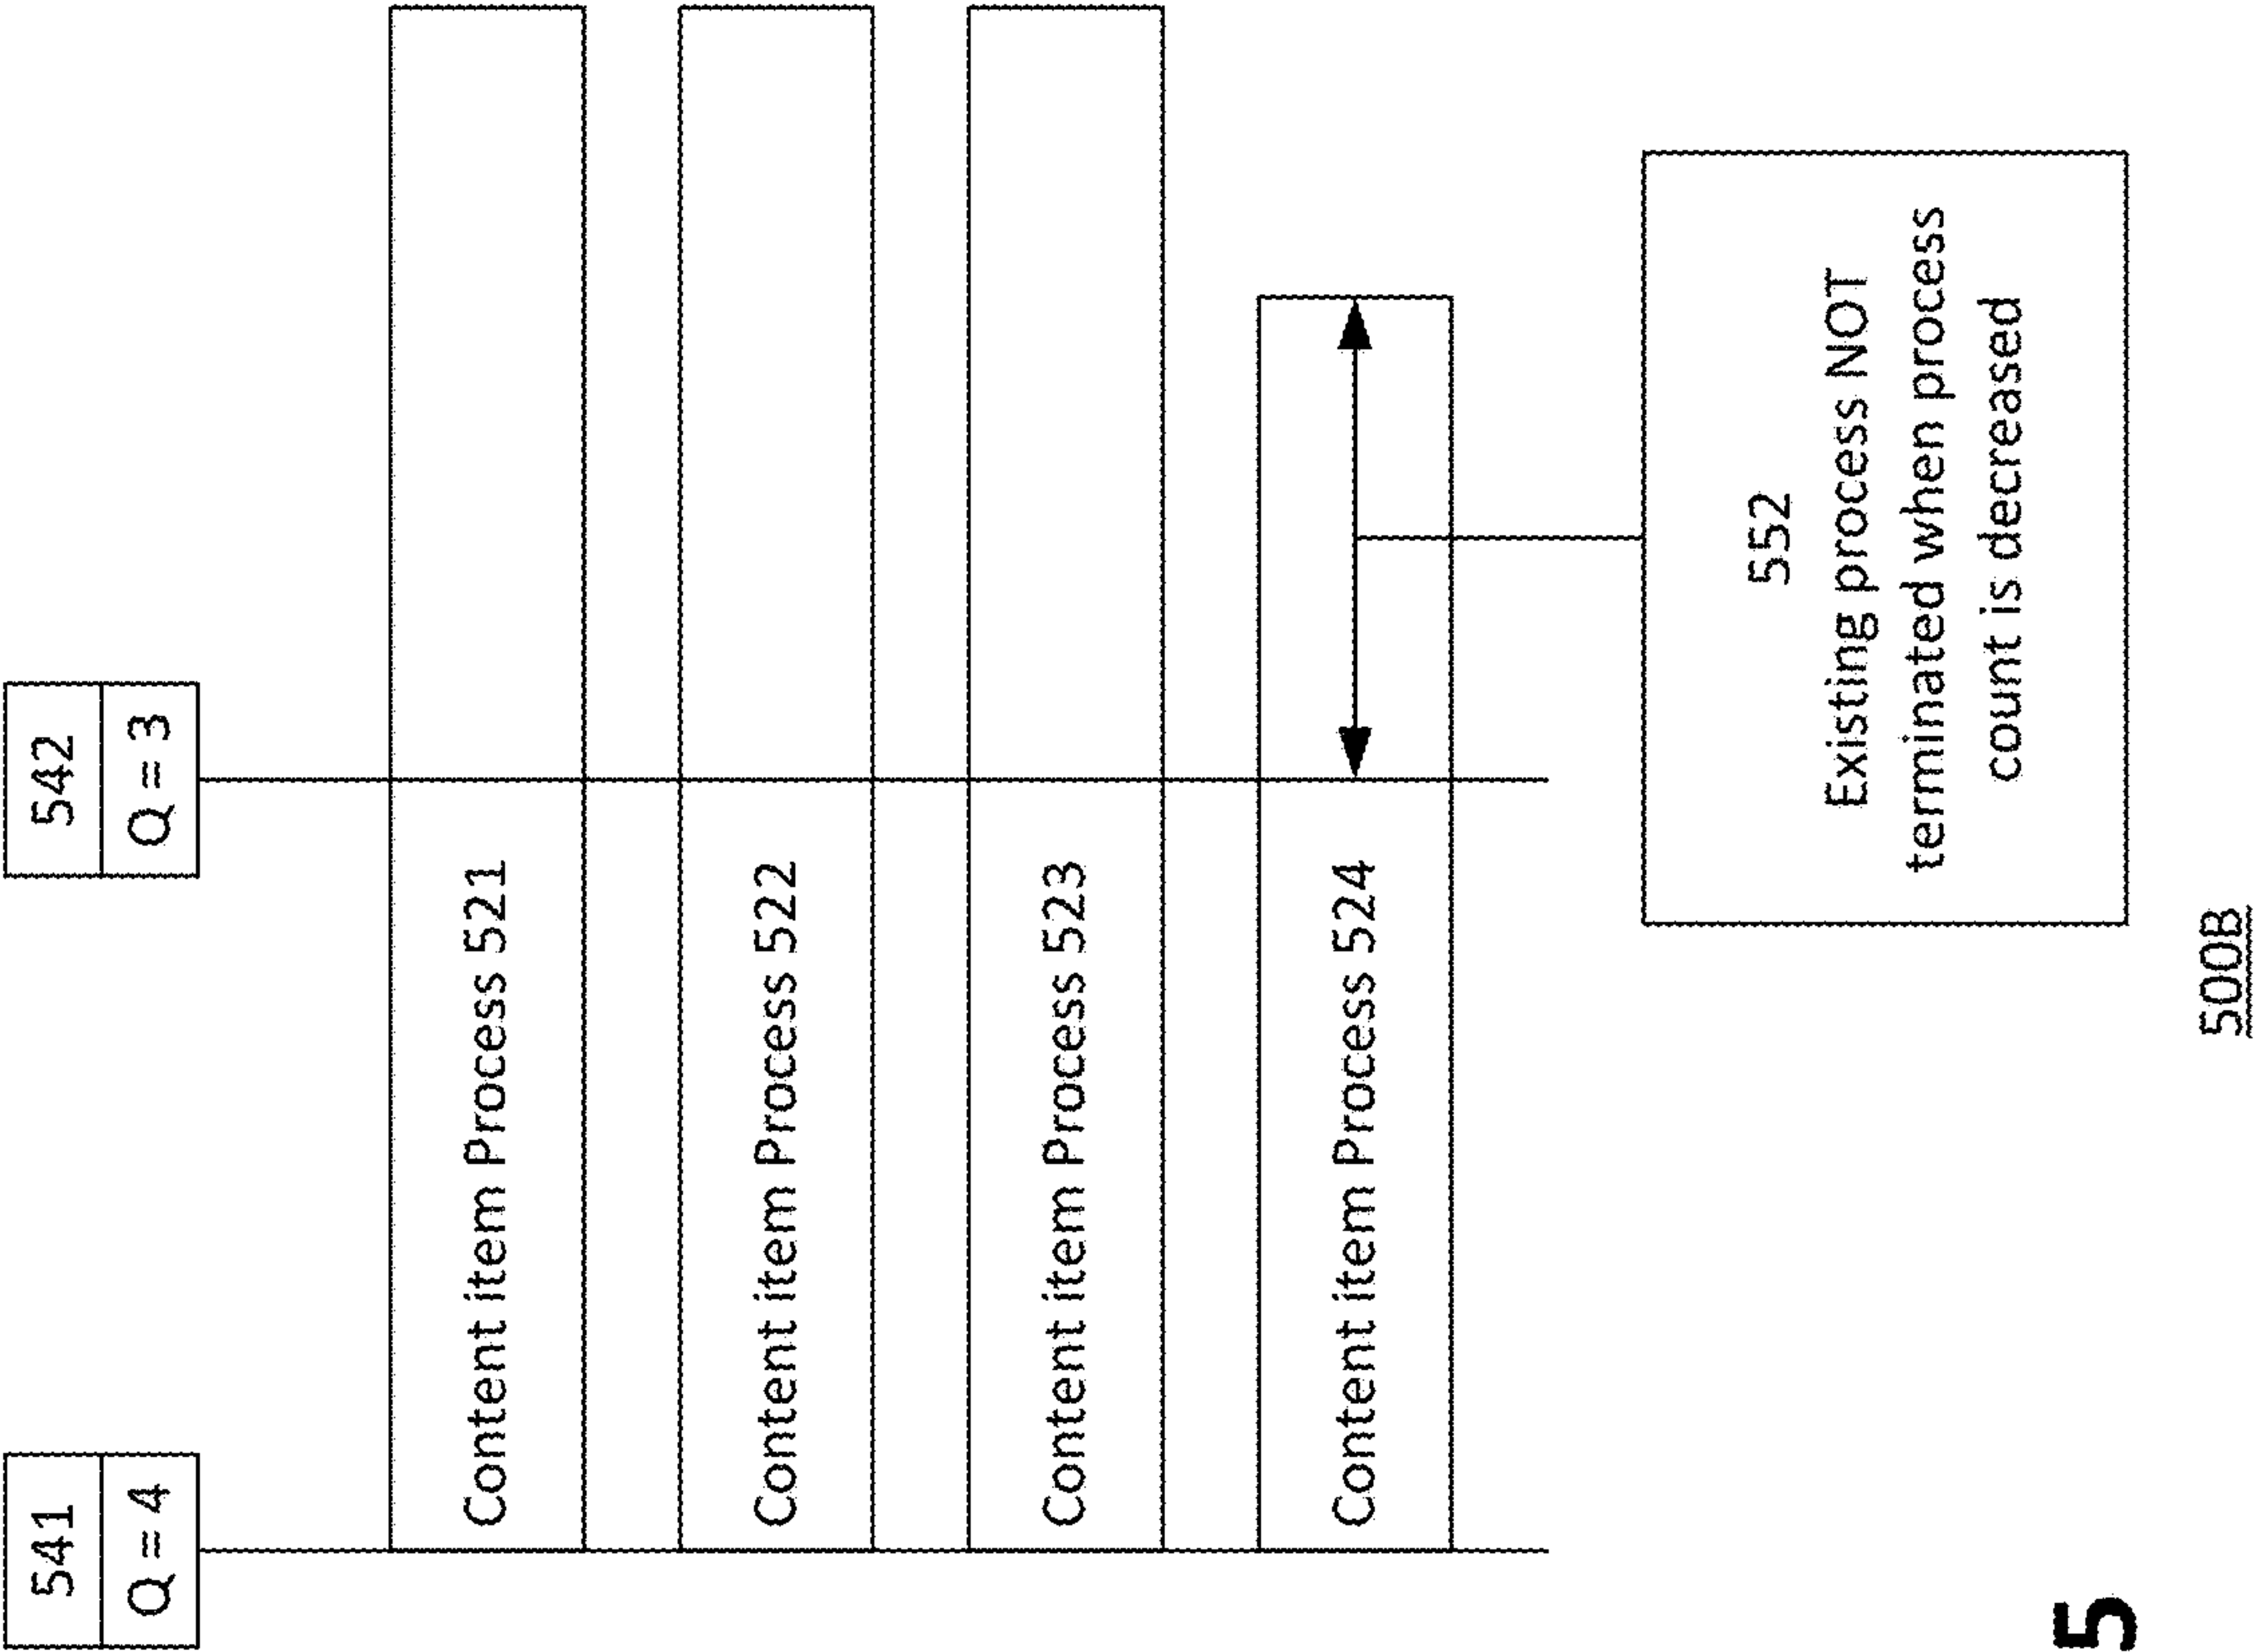 541
Q = 4
542
Q = 3
Content item Process 521
Content item Process 522
Content item Process 523
Content item Process 524
552
Existing process NOT
terminated when process
count is decreased
500B
5